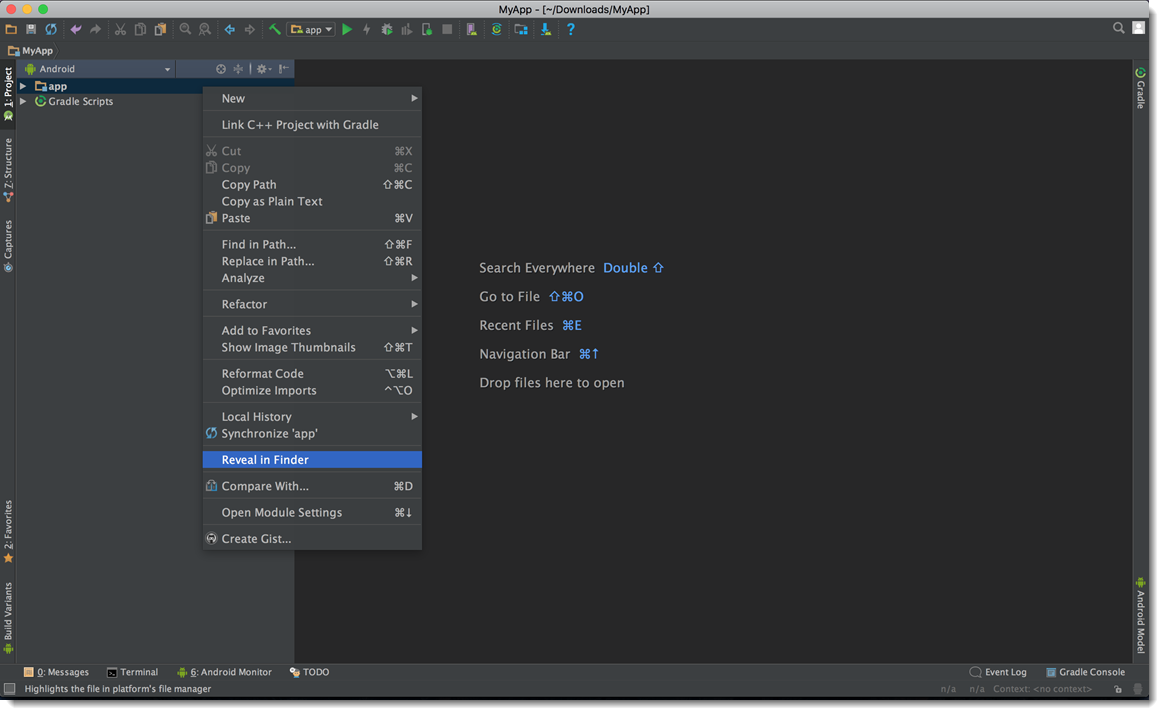 MyApp - [~/Downloads/MyApp]
app
MyApp
Android
app
Gradle Scripts
1: Project
Z: Structure
Captures
2: Favorites
Build Variants
New
Link C++ Project with Gradle
Cut ⌘X
Copy ⌘C
Copy Path ⇧⌘C
Copy as Plain Text
Paste ⌘V
Find in Path... ⇧⌘F
Replace in Path... ⇧⌘R
Analyze
Refactor
Add to Favorites
Show Image Thumbnails ⇧⌘T
Reformat Code ⌥⌘L
Optimize Imports ^⌥O
Local History
Synchronize 'app'
Reveal in Finder
Compare With... ⌘D
Open Module Settings ⌘↓
Create Gist...
Search Everywhere Double ⇧
Go to File ⇧⌘O
Recent Files ⌘E
Navigation Bar ⌘↑
Drop files here to open
Gradle
Android Model
0: Messages Terminal 6: Android Monitor TODO Event Log Gradle Console
Highlights the file in platform's file manager n/a n/a Context: <no context>